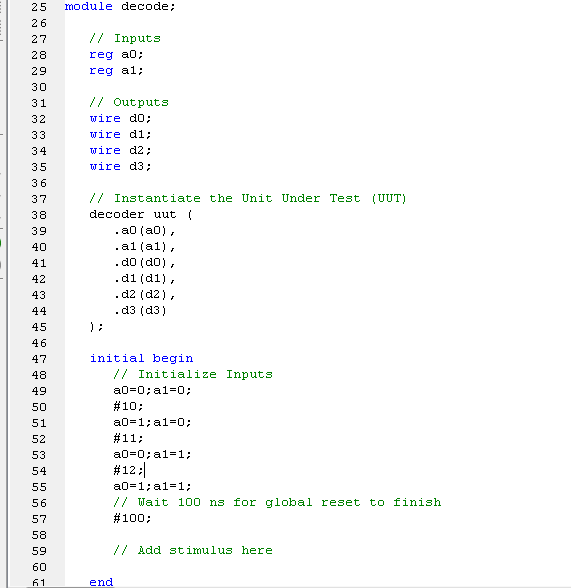 25 module decode;
26
27 // Inputs
28 reg a0;
29 reg a1;
30
31 // Outputs
32 wire d0;
33 wire d1;
34 wire d2;
35 wire d3;
36
37 // Instantiate the Unit Under Test (UUT)
38 decoder uut (
39 .a0(a0),
40 .a1(a1),
41 .d0(d0),
42 .d1(d1),
43 .d2(d2),
44 .d3(d3)
45 );
46
47 initial begin
48 // Initialize Inputs
49 a0=0;a1=0;
50 #10;
51 a0=1;a1=0;
52 #11;
53 a0=0;a1=1;
54 #12;
55 a0=1;a1=1;
56 // Wait 100 ns for global reset to finish
57 #100;
58
59 // Add stimulus here
60
61 end